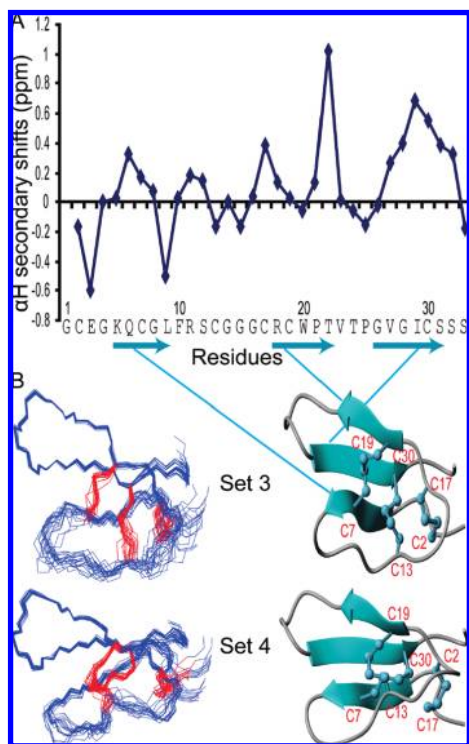 A
αH secondary shifts (ppm)
1.2
1
0.8
0.6
0.4
0.2
0
-0.2
-0.4
-0.6
-0.8
1 10 20 30
GCEGKQCGLFRSCGGGCRCWPTVTPGVGICSSS
Residues
B
Set 3
C19
C30
C17
C7
C2
C13
Set 4
C19
C2
C30
C7
C13
C17